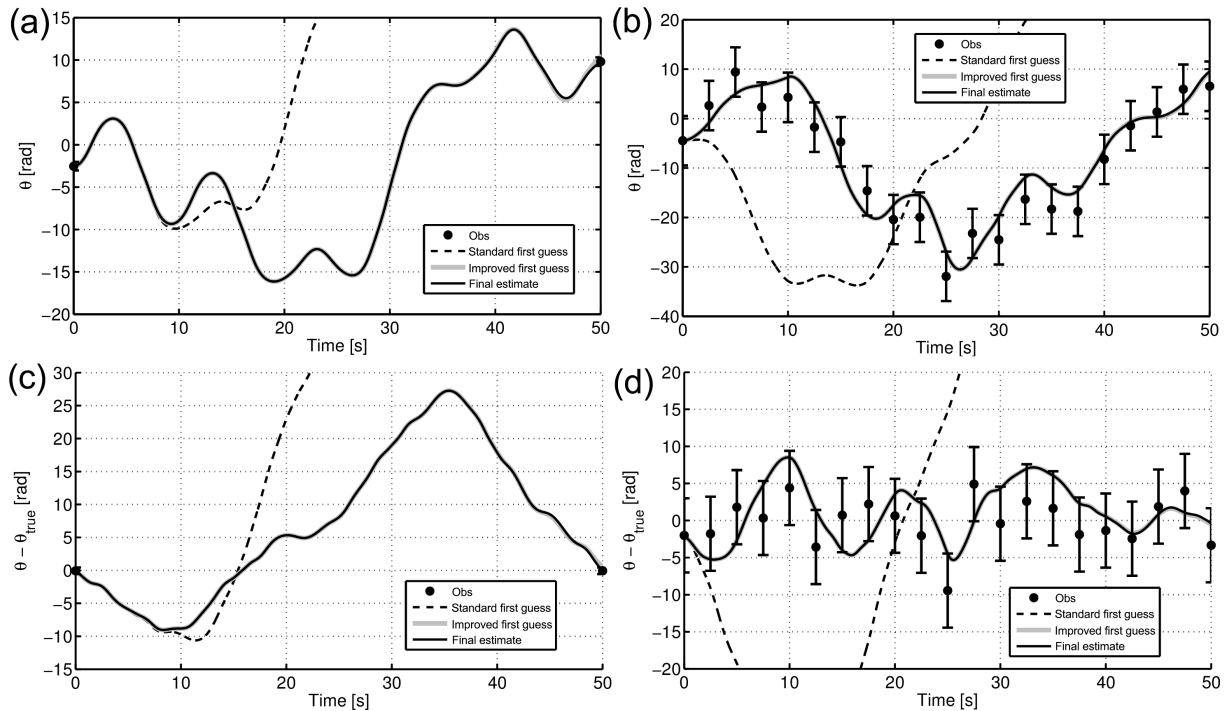 (a)
15
10
5
0
−5
−10
−15
−20
θ [rad]
0
10
20
30
40
50
Time [s]
Obs
Standard first guess
Improved first guess
Final estimate
(b)
20
10
0
−10
−20
−30
−40
θ [rad]
0
10
20
30
40
50
Time [s]
Obs
Standard first guess
Improved first guess
Final estimate
(c)
30
25
20
15
10
5
0
−5
−10
−15
θ − θtrue [rad]
0
10
20
30
40
50
Time [s]
Obs
Standard first guess
Improved first guess
Final estimate
(d)
20
15
10
5
0
−5
−10
−15
−20
θ − θtrue [rad]
0
10
20
30
40
50
Time [s]
Obs
Standard first guess
Improved first guess
Final estimate